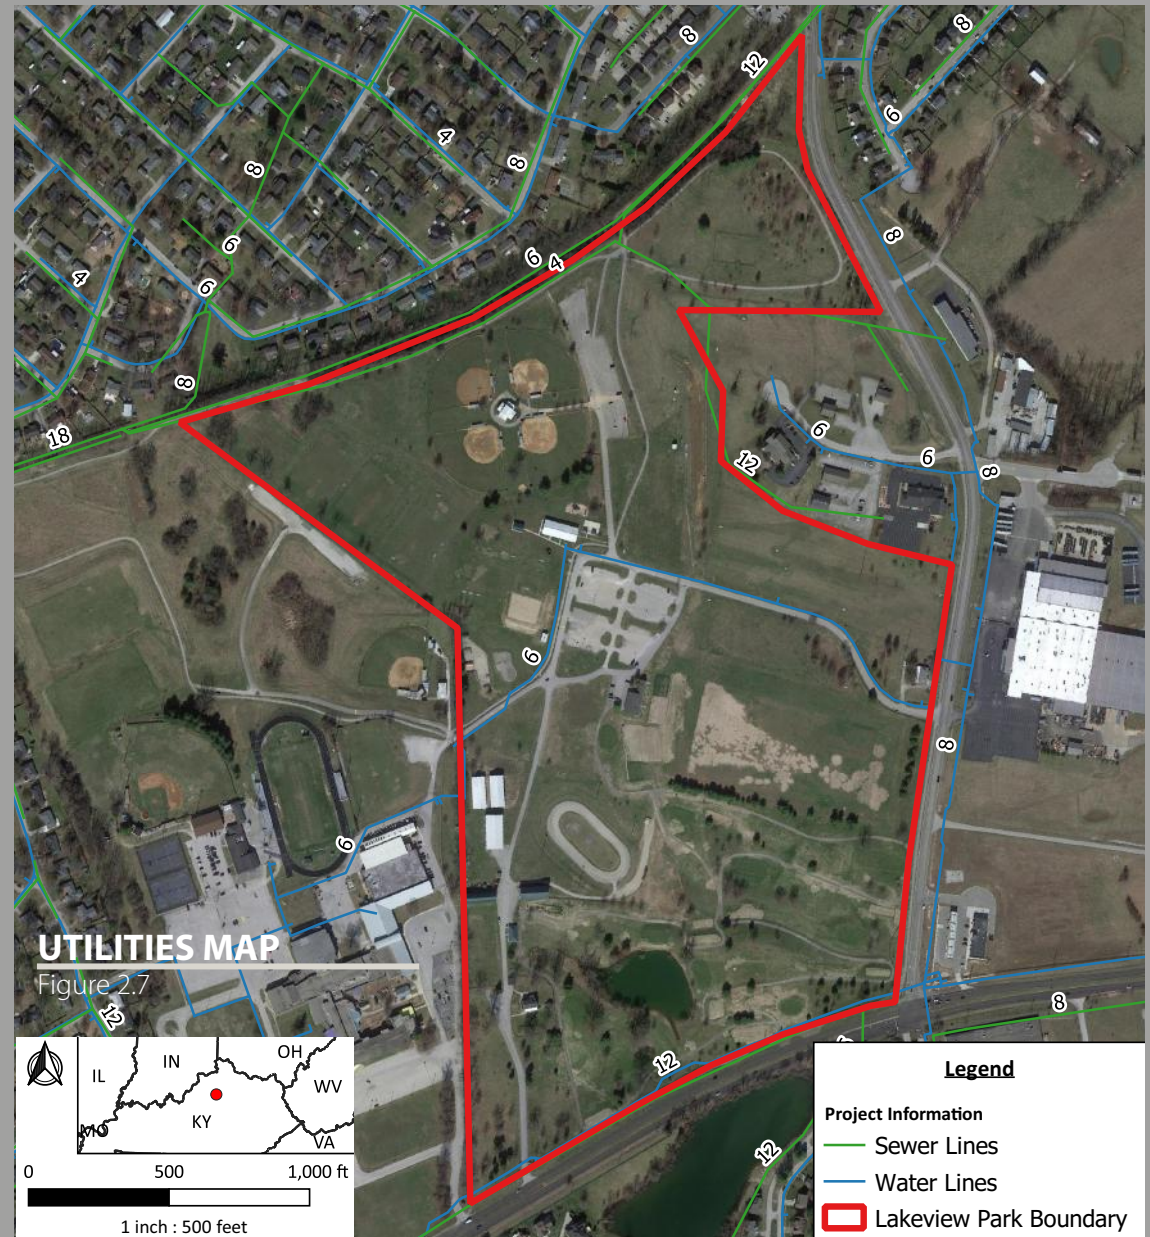 12
8
8
6
4
8
8
6
8
6
4
4
6
8
6
18
12
6
8
6
8
6
UTILITIES MAP
Figure 2.7
12
8
12
12
IL
IN
OH
WV
KY
MO
VA
0 500 1,000 ft
1 inch : 500 feet
Legend
Project Information
Sewer Lines
Water Lines
Lakeview Park Boundary